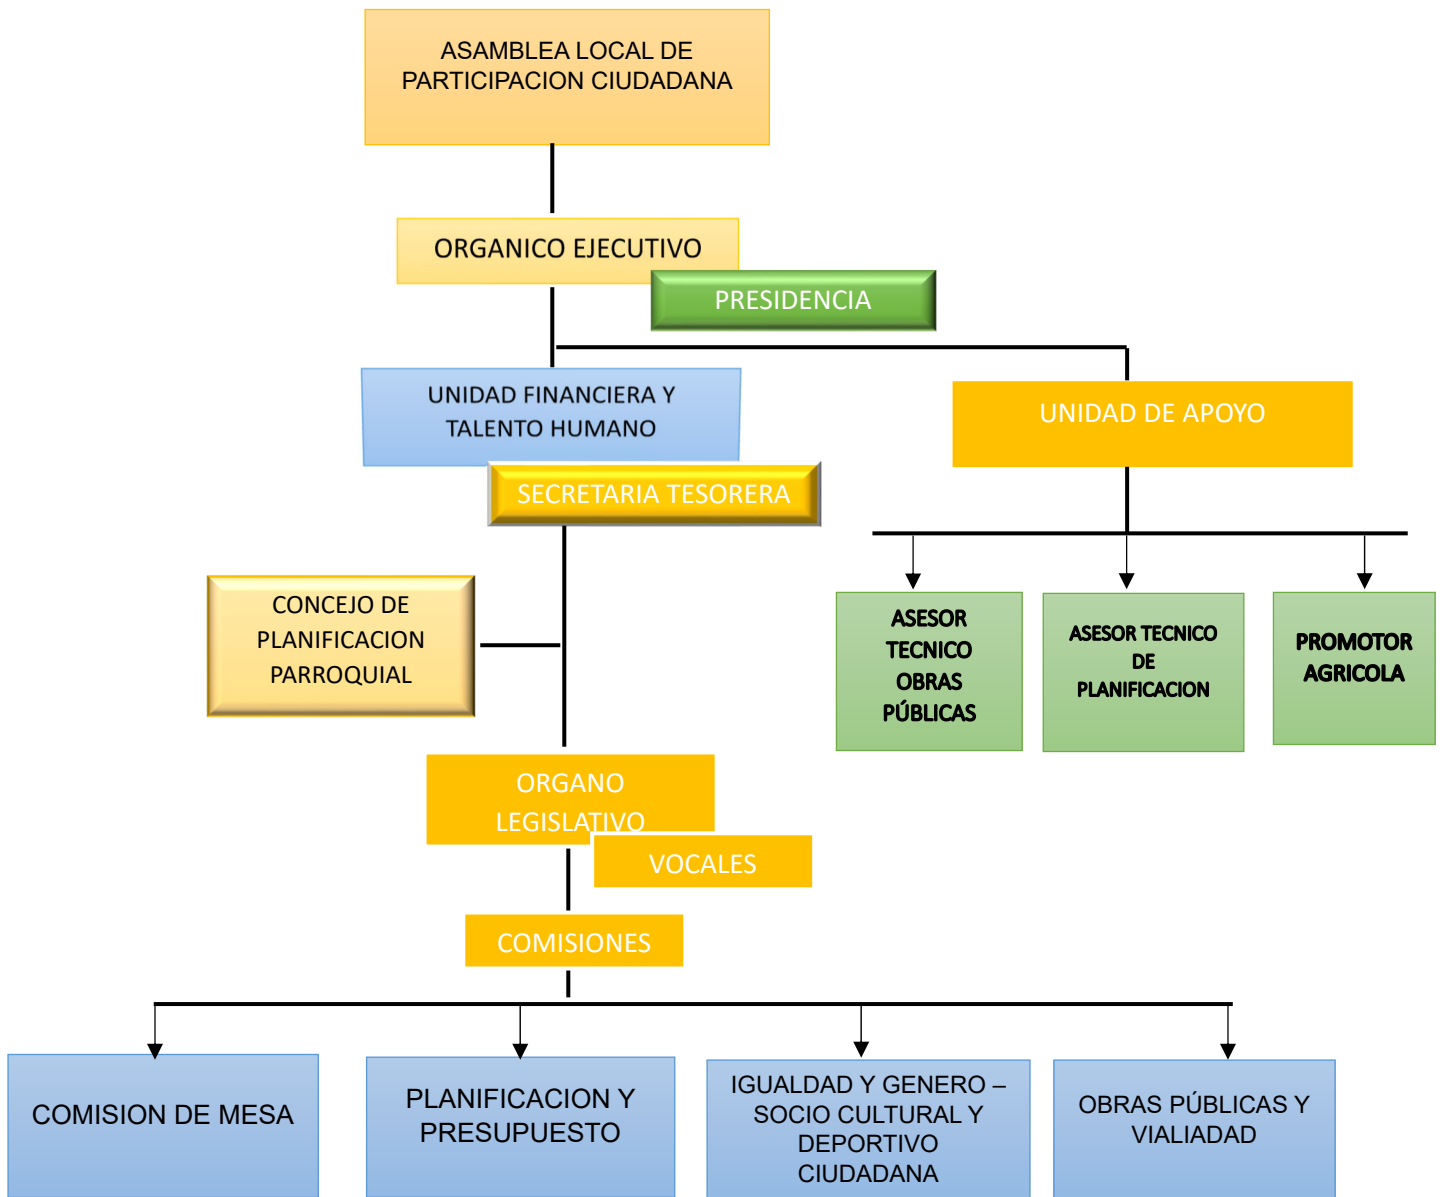 ASAMBLEA LOCAL DE
PARTICIPACION CIUDADANA
ORGANICO EJECUTIVO
PRESIDENCIA
UNIDAD FINANCIERA Y
TALENTO HUMANO
UNIDAD DE APOYO
SECRETARIA TESORERA
CONCEJO DE
PLANIFICACION
PARROQUIAL
ASESOR
TECNICO
OBRAS
PÚBLICAS
ASESOR TECNICO
DE
PLANIFICACION
PROMOTOR
AGRICOLA
ORGANO
LEGISLATIVO
VOCALES
COMISIONES
COMISION DE MESA
PLANIFICACION Y
PRESUPUESTO
IGUALDAD Y GENERO –
SOCIO CULTURAL Y
DEPORTIVO
CIUDADANA
OBRAS PÚBLICAS Y
VIALIADAD